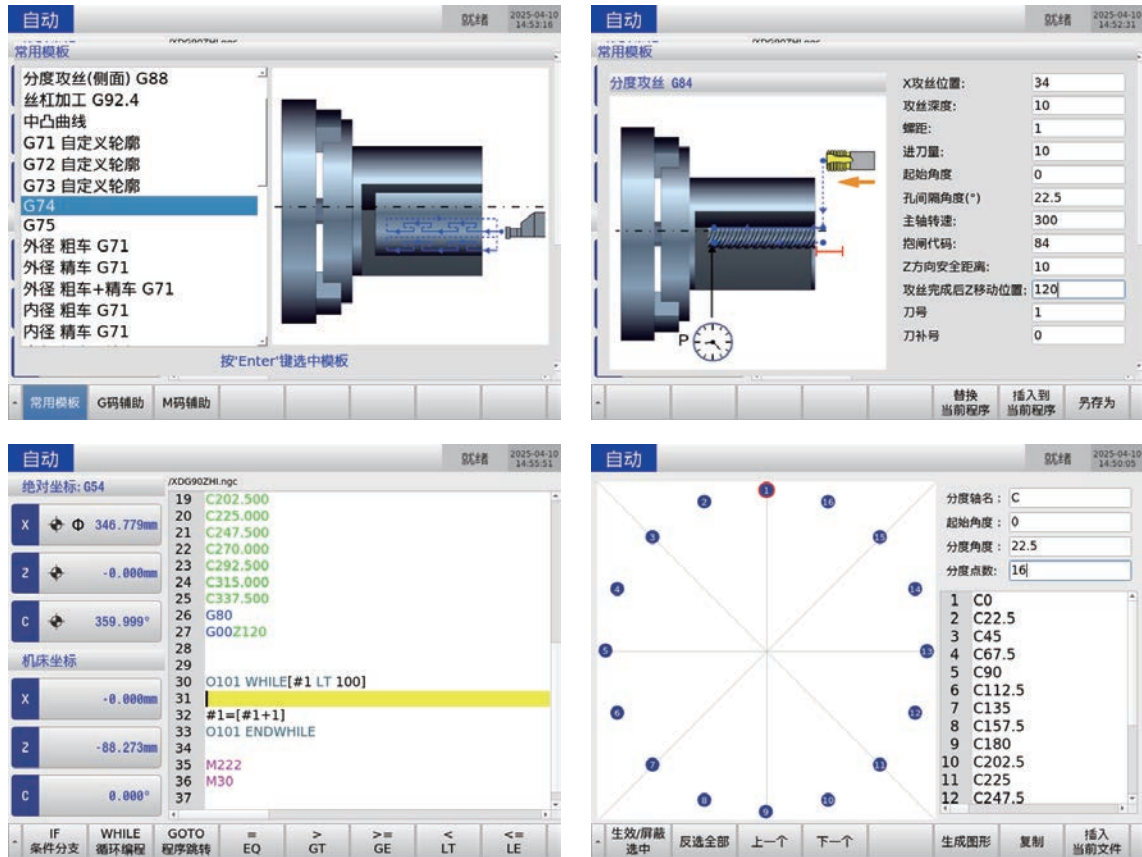 自动
就绪
2025-04-10
14:53:16
常用模板
分度攻丝(侧面) G88
丝杠加工 G92.4
中凸曲线
G71 自定义轮廓
G72 自定义轮廓
G73 自定义轮廓
G74
G75
外径 粗车 G71
外径 精车 G71
外径 粗车+精车 G71
内径 粗车 G71
内径 精车 G71
按'Enter'键选中模板
常用模板 G码辅助 M码辅助
自动
就绪
2025-04-10
14:52:31
常用模板
分度攻丝 G84
P
X攻丝位置: 34
攻丝深度: 10
螺距: 1
进刀量: 10
起始角度 0
孔间隔角度(°) 22.5
主轴转速: 300
抱闸代码: 84
Z方向安全距离: 10
攻丝完成后Z移动位置: 120
刀号 1
刀补号 0
替换
当前程序
插入到
当前程序
另存为
自动
就绪
2025-04-10
14:55:51
绝对坐标: G54
X Φ 346.779mm
Z -0.000mm
C 359.999°
机床坐标
X -0.000mm
Z -88.273mm
C 0.000°
/XDG90ZHI.ngc
19 C202.500
20 C225.000
21 C247.500
22 C270.000
23 C292.500
24 C315.000
25 C337.500
26 G80
27 G00Z120
28
29
30 O101 WHILE[#1 LT 100]
31
32 #1=[#1+1]
33 O101 ENDWHILE
34
35 M222
36 M30
37
IF
条件分支
WHILE
循环编程
GOTO
程序跳转
=
EQ
>
GT
>=
GE
<
LT
<=
LE
自动
就绪
2025-04-10
14:50:05
1
2
16
3
15
4
14
5
13
6
12
7
11
8
10
9
分度轴名: C
起始角度: 0
分度角度: 22.5
分度点数: 16
1 C0
2 C22.5
3 C45
4 C67.5
5 C90
6 C112.5
7 C135
8 C157.5
9 C180
10 C202.5
11 C225
12 C247.5
生效/屏蔽
选中
反选全部
上一个
下一个
生成图形
复制
插入
当前文件